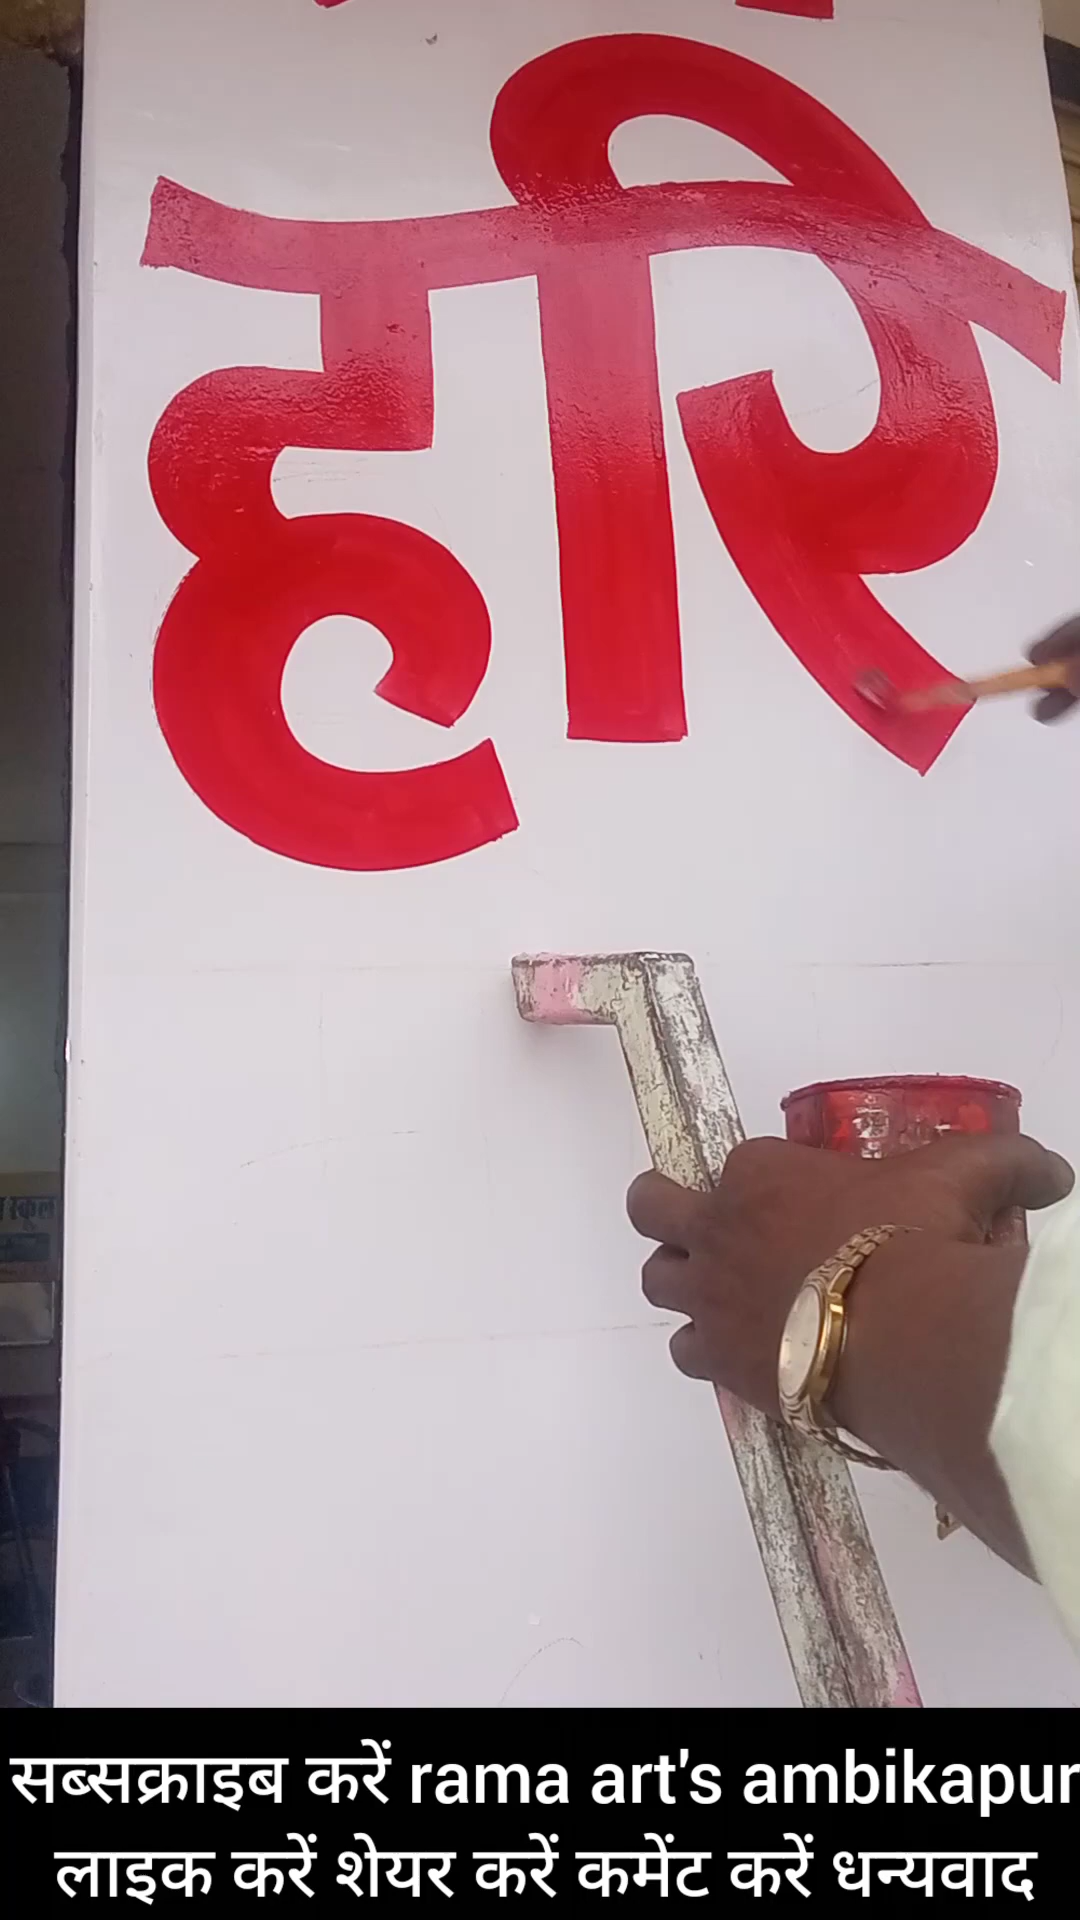 हरि
स्कूल
सब्सक्राइब करें rama art's ambikapur
लाइक करें शेयर करें कमेंट करें धन्यवाद